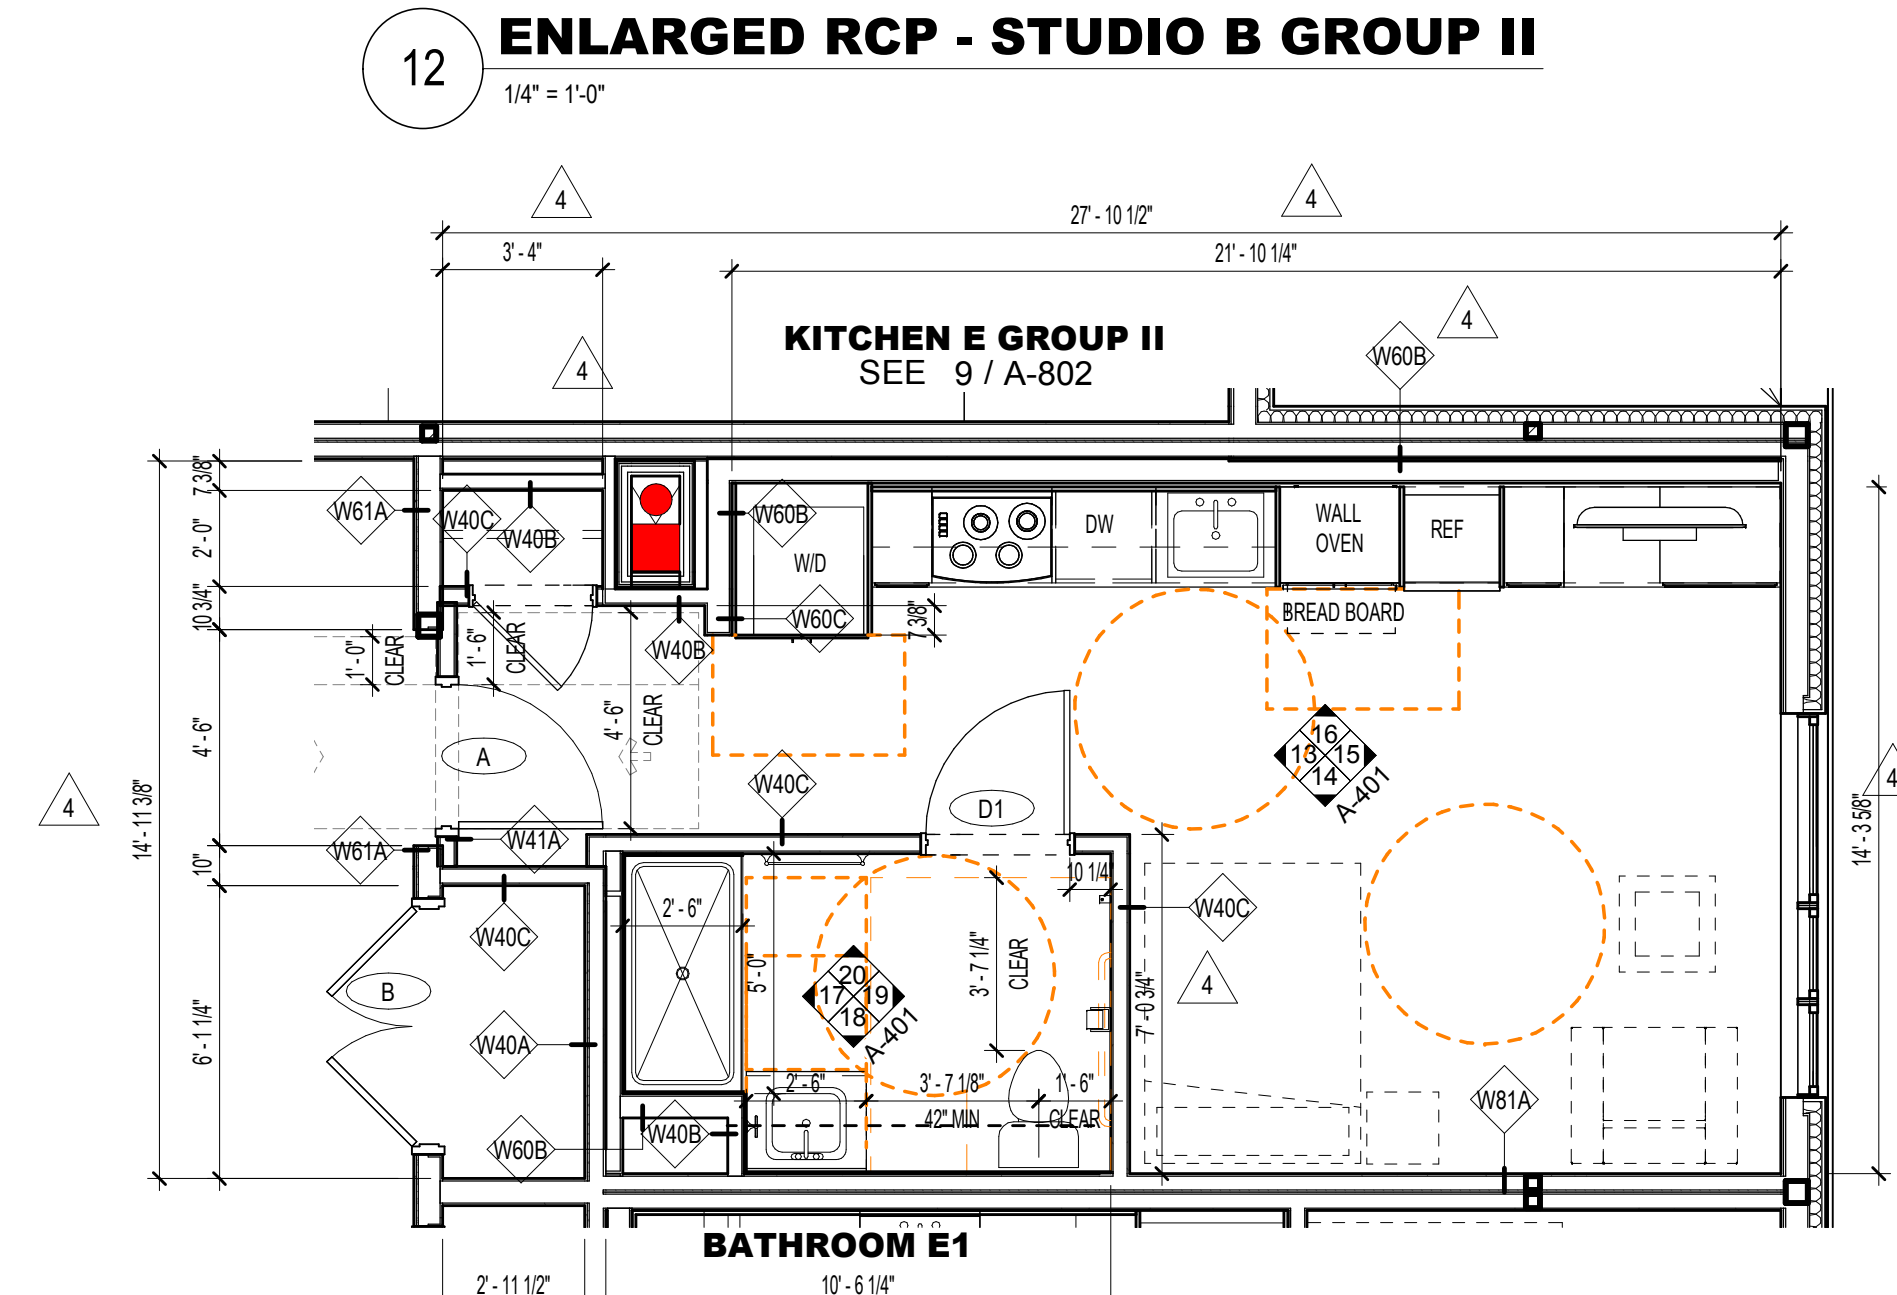 12
ENLARGED RCP - STUDIO B GROUP II
1/4" = 1'-0"
4
4
27' - 10 1/2"
3' - 4"
21' - 10 1/4"
4
KITCHEN E GROUP II
SEE 9 / A-802
4
W60B
7 3/8"
W61A
W40C
W40B
W60B
W/D
DW
WALL
OVEN
REF
2' - 0"
10 3/4"
W60C
7 3/8"
BREAD BOARD
1' - 0"
CLEAR
1' - 6"
CLEAR
W40B
4' - 6"
4' - 6"
CLEAR
A
W40C
D1
16
13
15
14
A-401
4
4
14' - 11 3/8"
14' - 3 5/8"
W61A
W41A
10"
10 1/4"
2' - 6"
W40C
W40C
5' - 0"
3' - 7 1/4"
CLEAR
20
17
19
18
A-401
4
7' - 0 3/4"
B
6' - 1 1/4"
W40A
2' - 6"
3' - 7 1/8"
1' - 6"
42" MIN
CLEAR
W81A
W40B
W60B
BATHROOM E1
2' - 11 1/2"
10' - 6 1/4"